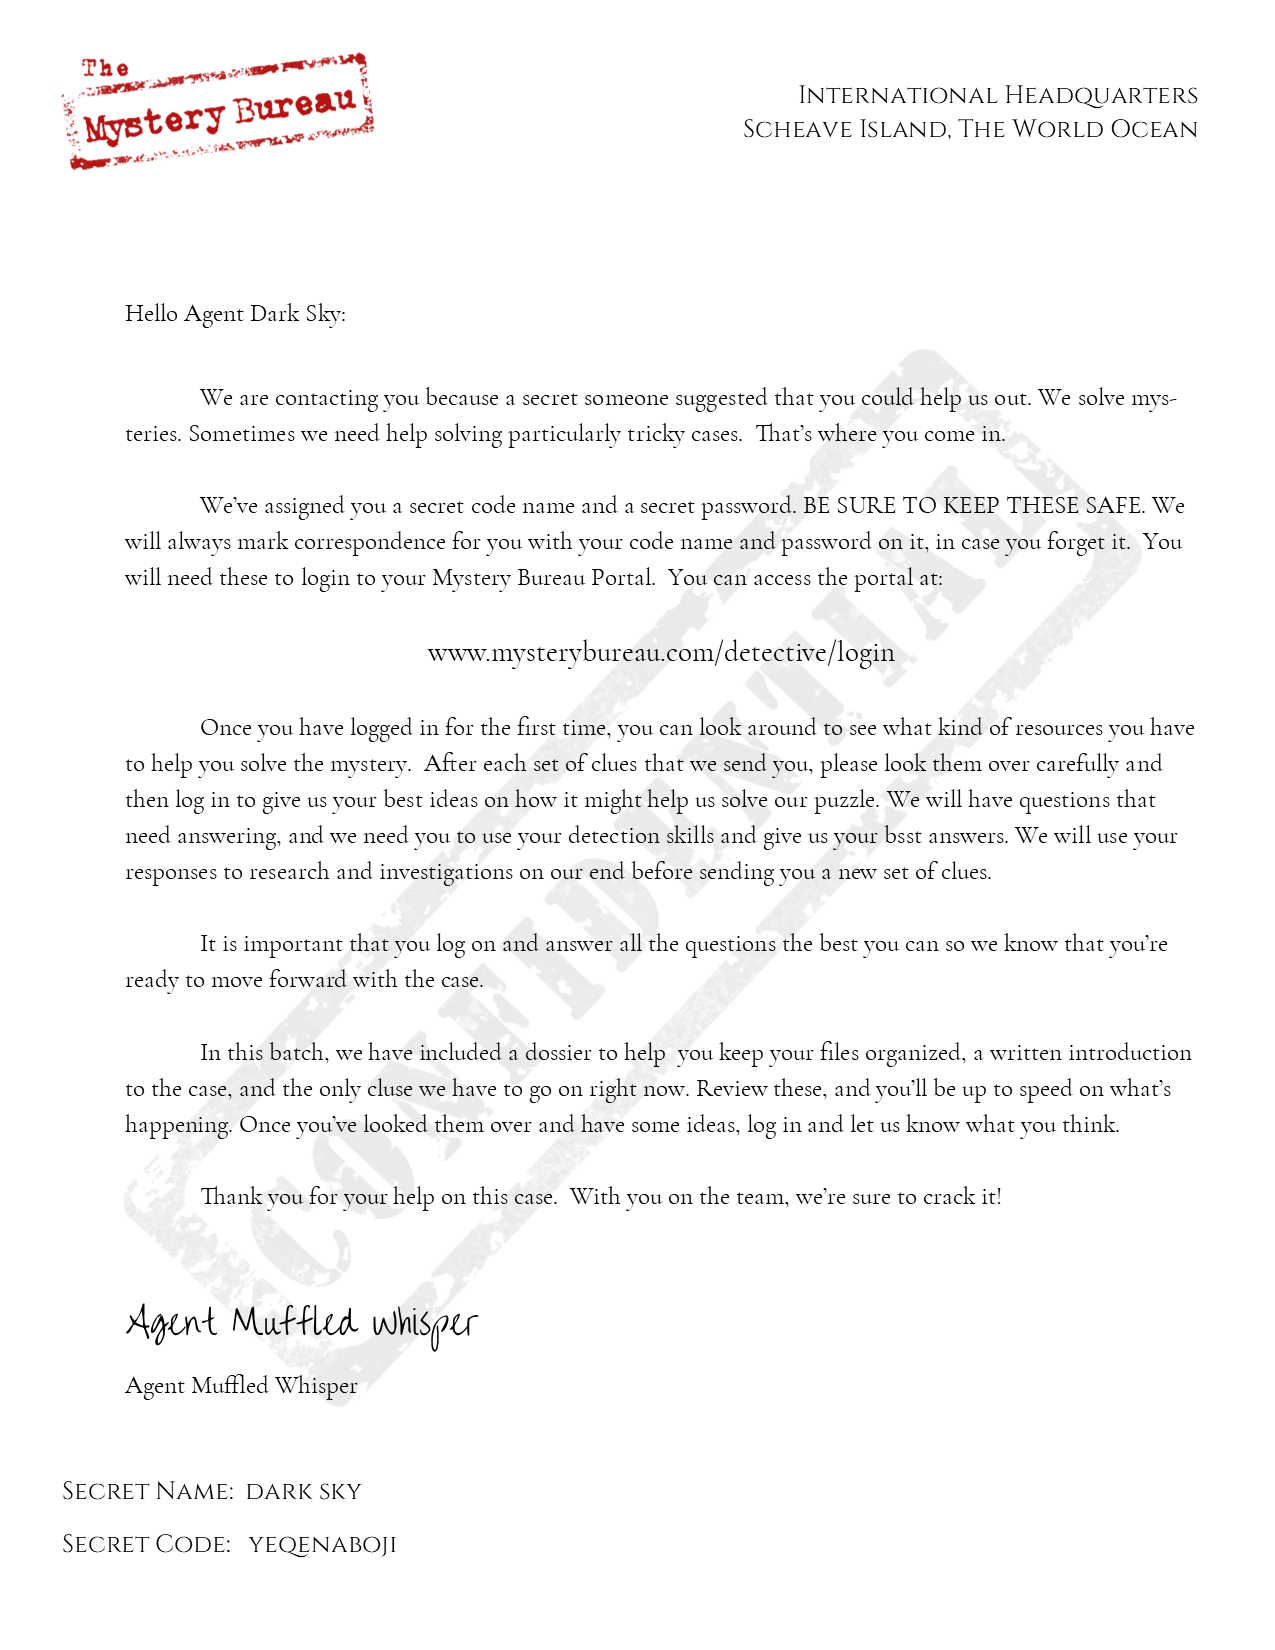 The
Mystery Bureau
International Headquarters
Scheave Island, The World Ocean
Hello Agent Dark Sky:
We are contacting you because a secret someone suggested that you could help us out. We solve mys-
teries. Sometimes we need help solving particularly tricky cases.  That's where you come in.
We've assigned you a secret code name and a secret password. BE SURE TO KEEP THESE SAFE. We
will always mark correspondence for you with your code name and password on it, in case you forget it.  You
will need these to login to your Mystery Bureau Portal.  You can access the portal at:
www.mysterybureau.com/detective/login
Once you have logged in for the first time, you can look around to see what kind of resources you have
to help you solve the mystery.  After each set of clues that we send you, please look them over carefully and
then log in to give us your best ideas on how it might help us solve our puzzle. We will have questions that
need answering, and we need you to use your detection skills and give us your bsst answers. We will use your
responses to research and investigations on our end before sending you a new set of clues.
It is important that you log on and answer all the questions the best you can so we know that you're
ready to move forward with the case.
In this batch, we have included a dossier to help  you keep your files organized, a written introduction
to the case, and the only cluse we have to go on right now. Review these, and you'll be up to speed on what's
happening. Once you've looked them over and have some ideas, log in and let us know what you think.
Thank you for your help on this case.  With you on the team, we're sure to crack it!
CONFIDENTIAL
Agent Muffled Whisper
Agent Muffled Whisper
Secret Name:  dark sky
Secret Code:  yeqenaboji